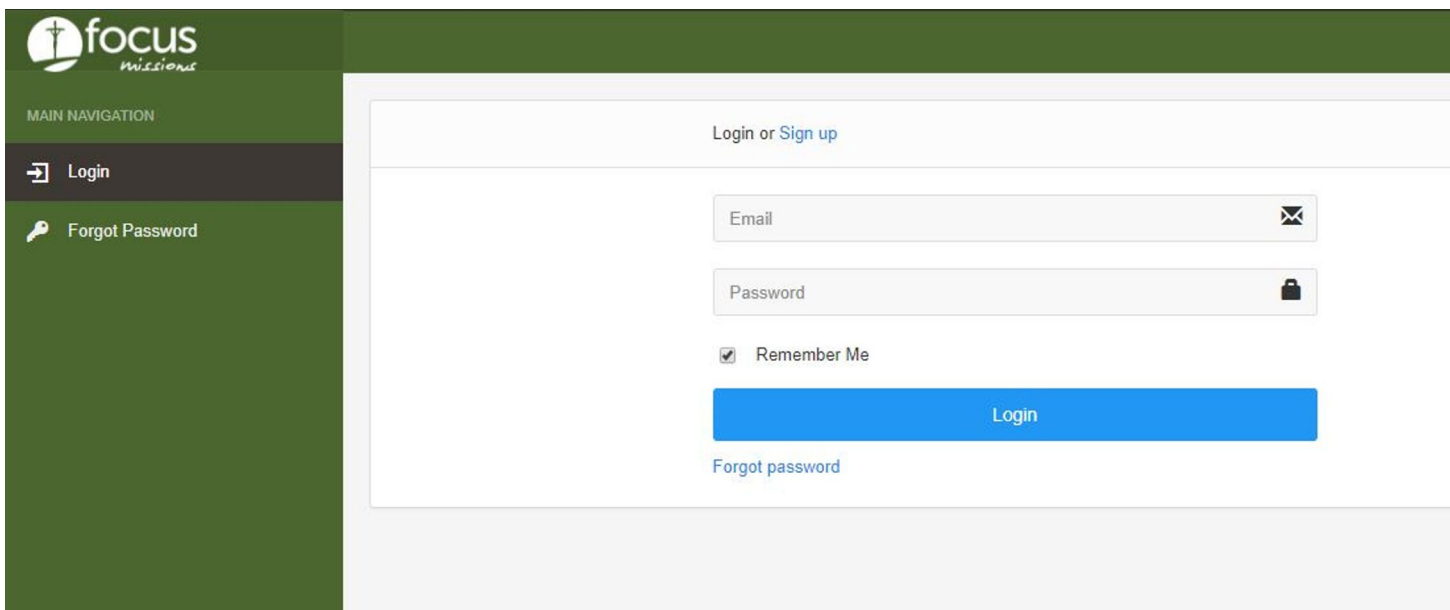 focus
missions
MAIN NAVIGATION
Login
Forgot Password
Login or Sign up
Email
Password
Remember Me
Login
Forgot password